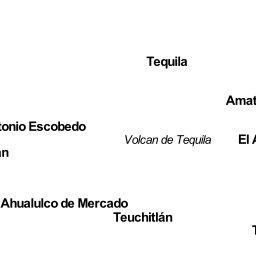 Tequila
Amat
tonio Escobedo
Volcan de Tequila
El A
an
Ahualulco de Mercado
Teuchitlán
T